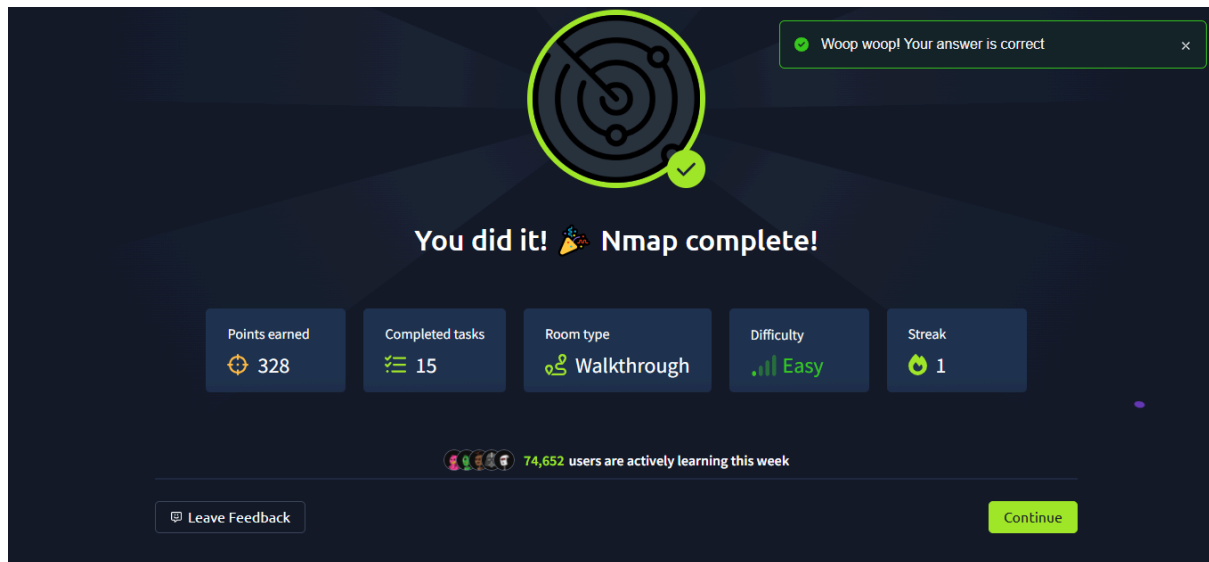 Woop woop! Your answer is correct
You did it! 🎉 Nmap complete!
Points earned
328
Completed tasks
15
Room type
Walkthrough
Difficulty
Easy
Streak
1
74,652 users are actively learning this week
Leave Feedback
Continue